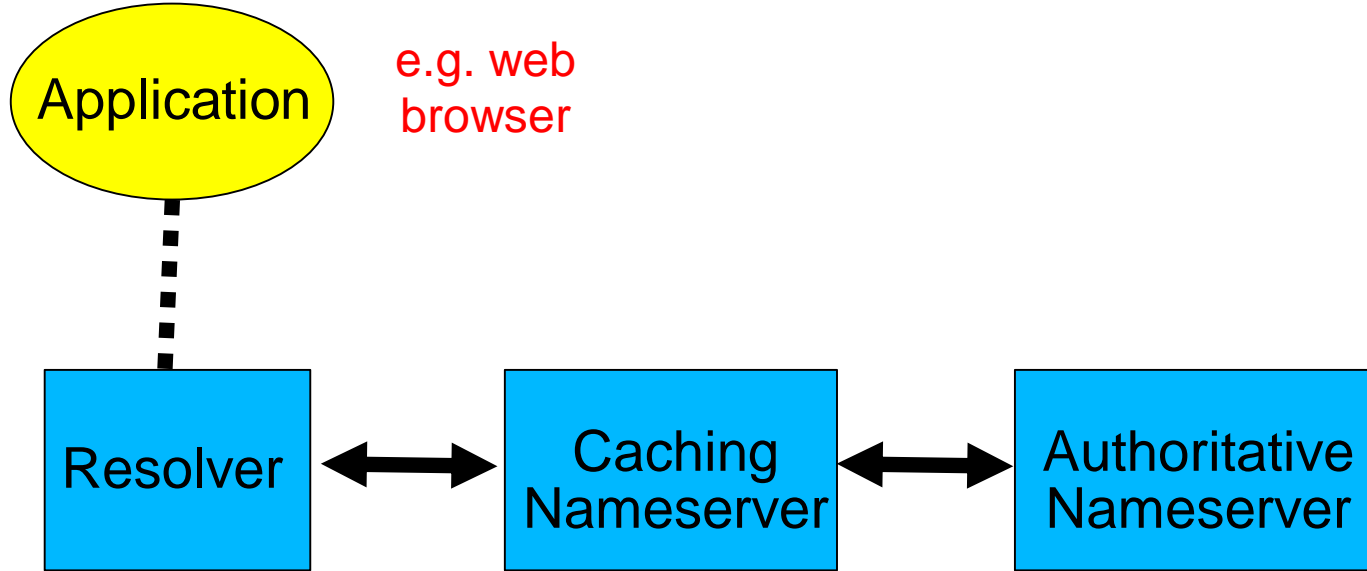 Application
e.g. web
browser
Resolver
Caching
Nameserver
Authoritative
Nameserver